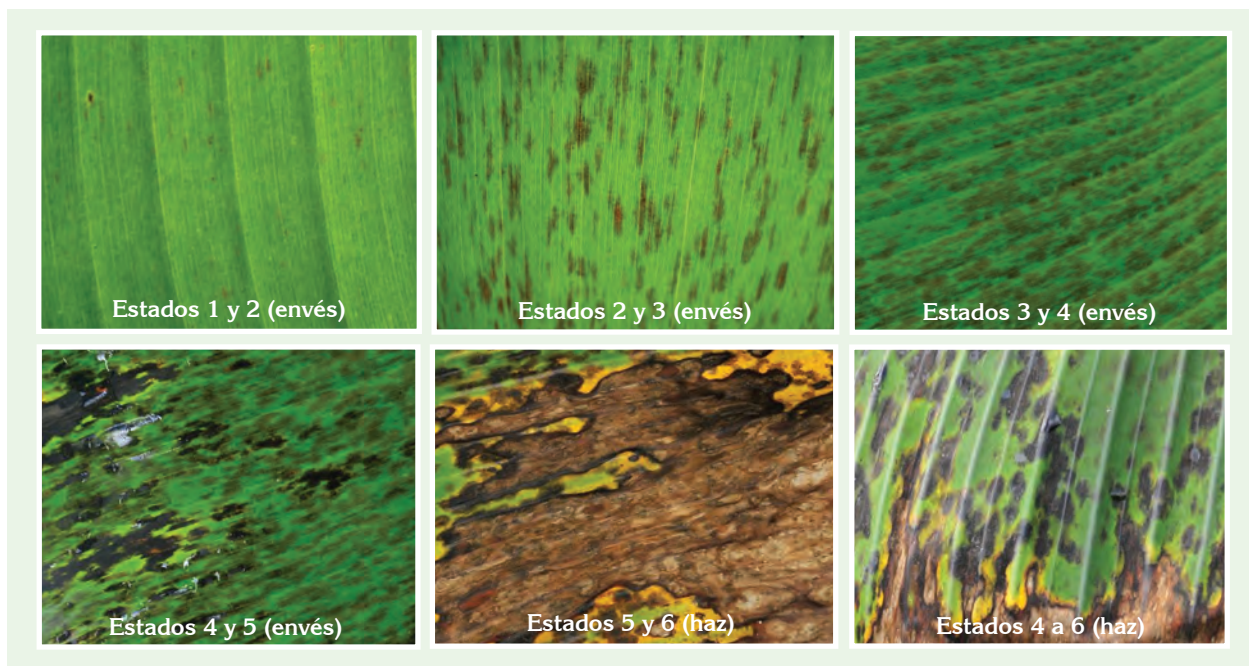 Estados 1 y 2 (envés)
Estados 2 y 3 (envés)
Estados 3 y 4 (envés)
Estados 4 y 5 (envés)
Estados 5 y 6 (haz)
Estados 4 a 6 (haz)